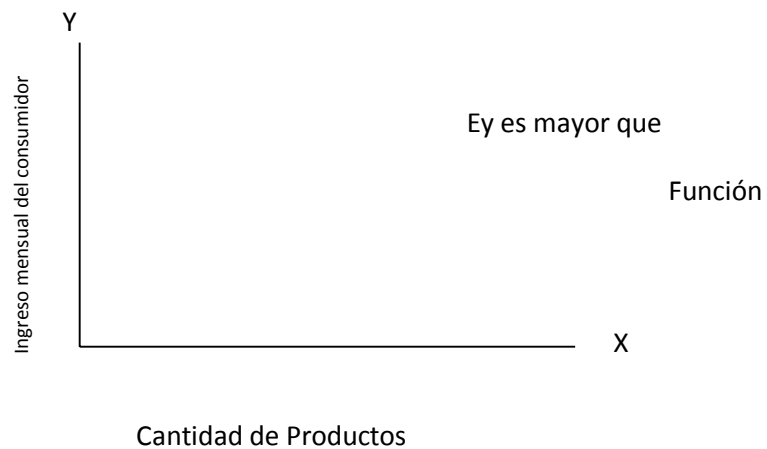 Y
Ingreso mensual del consumidor
Ey es mayor que
Función
X
Cantidad de Productos